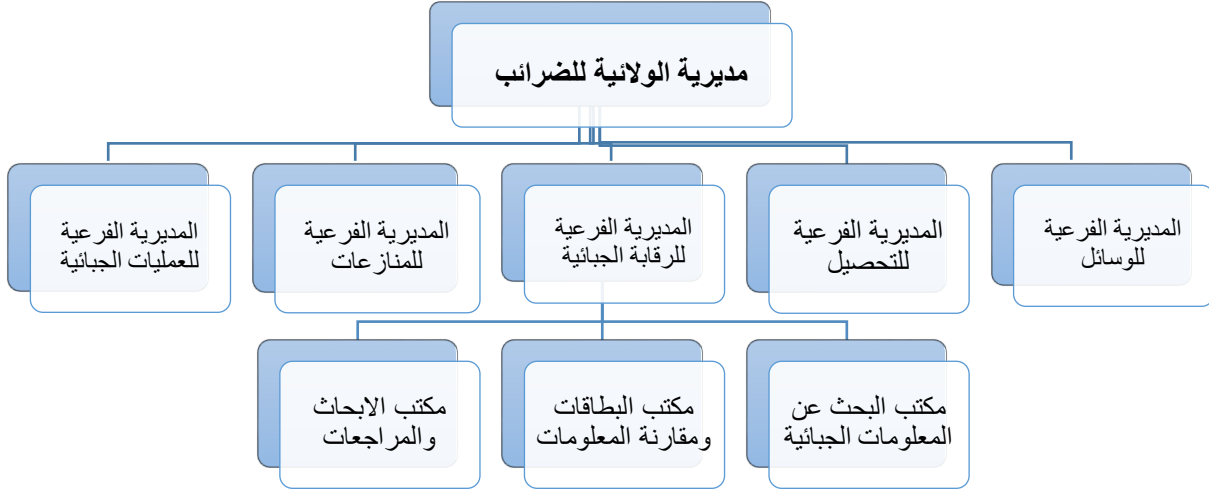 مديرية الولائية للضرائب
المديرية الفرعية
للوسائل
المديرية الفرعية
للتحصيل
المديرية الفرعية
للرقابة الجبائية
المديرية الفرعية
للمنازعات
المديرية الفرعية
للعمليات الجبائية
مكتب البحث عن
المعلومات الجبائية
مكتب البطاقات
ومقارنة المعلومات
مكتب الابحاث
والمراجعات